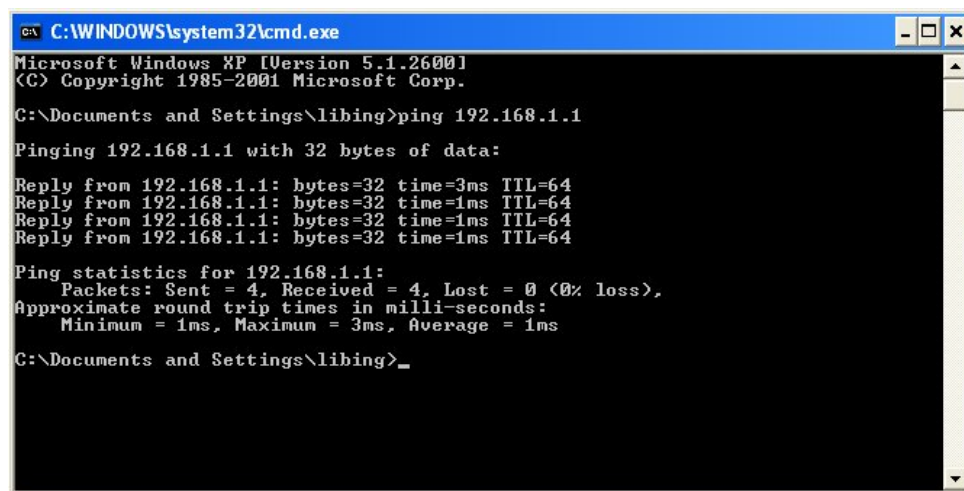 C:\WINDOWS\system32\cmd.exe
Microsoft Windows XP [Version 5.1.2600]
(C) Copyright 1985-2001 Microsoft Corp.
C:\Documents and Settings\libing>ping 192.168.1.1
Pinging 192.168.1.1 with 32 bytes of data:
Reply from 192.168.1.1: bytes=32 time=3ms TTL=64
Reply from 192.168.1.1: bytes=32 time=1ms TTL=64
Reply from 192.168.1.1: bytes=32 time=1ms TTL=64
Reply from 192.168.1.1: bytes=32 time=1ms TTL=64
Ping statistics for 192.168.1.1:
    Packets: Sent = 4, Received = 4, Lost = 0 (0% loss),
Approximate round trip times in milli-seconds:
    Minimum = 1ms, Maximum = 3ms, Average = 1ms
C:\Documents and Settings\libing>_